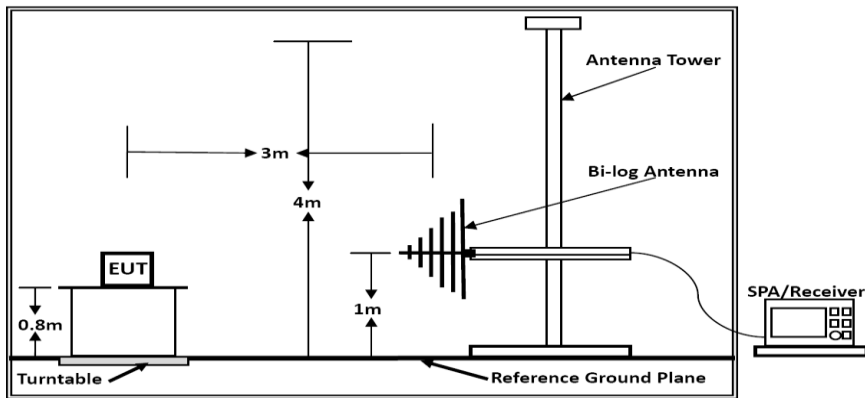 Antenna Tower
3m
Bi-log Antenna
4m
EUT
SPA/Receiver
0.8m
1m
Turntable
Reference Ground Plane